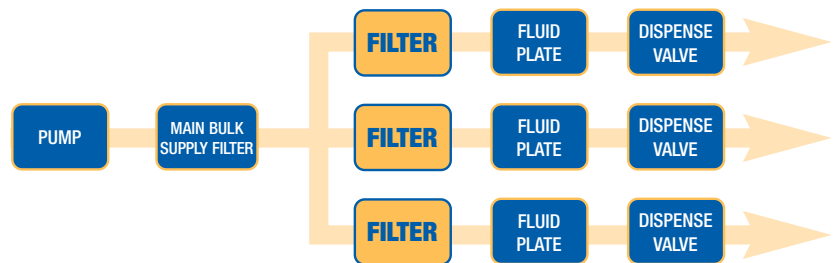 FILTER
FLUID
PLATE
DISPENSE
VALVE
PUMP
MAIN BULK
SUPPLY FILTER
FILTER
FLUID
PLATE
DISPENSE
VALVE
FILTER
FLUID
PLATE
DISPENSE
VALVE